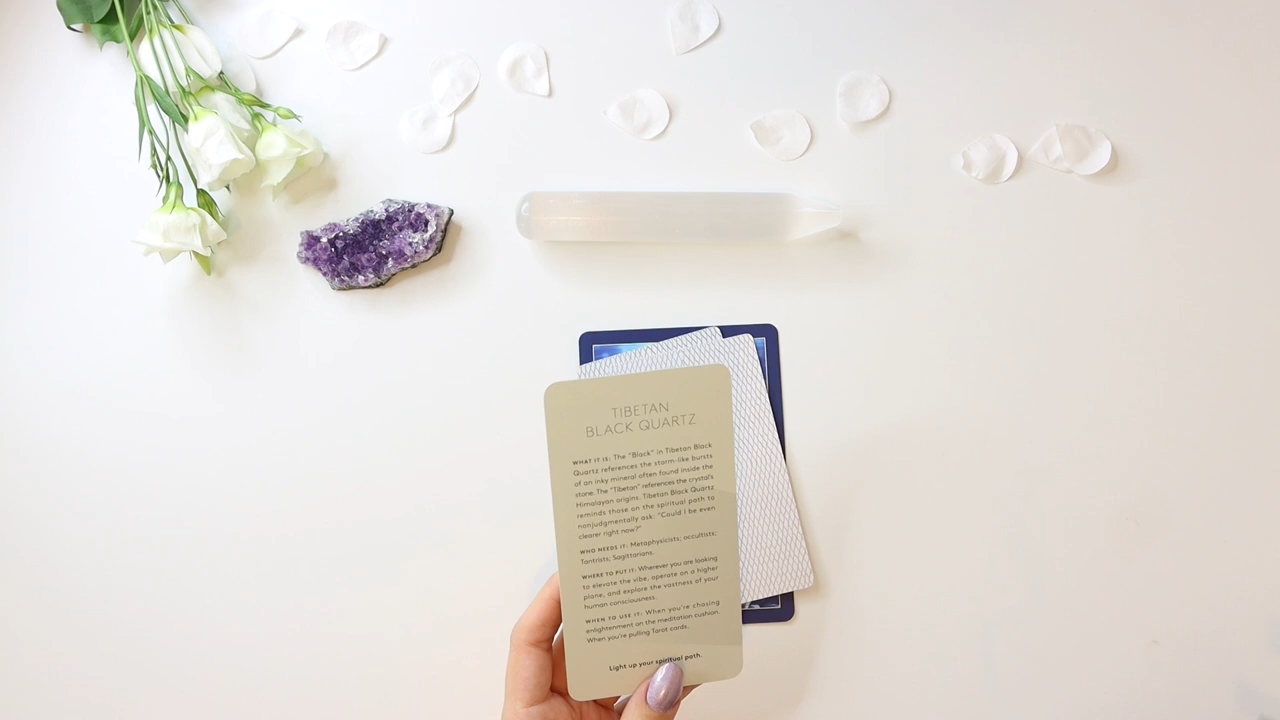 TIBETAN
BLACK QUARTZ
WHAT IT IS: The "Black" in Tibetan Black
Quartz references the storm-like bursts
of an inky mineral often found inside the
stone. The "Tibetan" references the crystal's
Himalayan origins. Tibetan Black Quartz
reminds those on the spiritual path to
nonjudgmentally ask: "Could I be even
clearer right now?"
WHO NEEDS IT: Metaphysicists; occultists;
Tantrists; Sagittarians.
WHERE TO PUT IT: Wherever you are looking
to elevate the vibe, operate on a higher
plane, and explore the vastness of your
human consciousness.
WHEN TO USE IT: When you're chasing
enlightenment on the meditation cushion.
When you're pulling Tarot cards.
Light up your spiritual path.